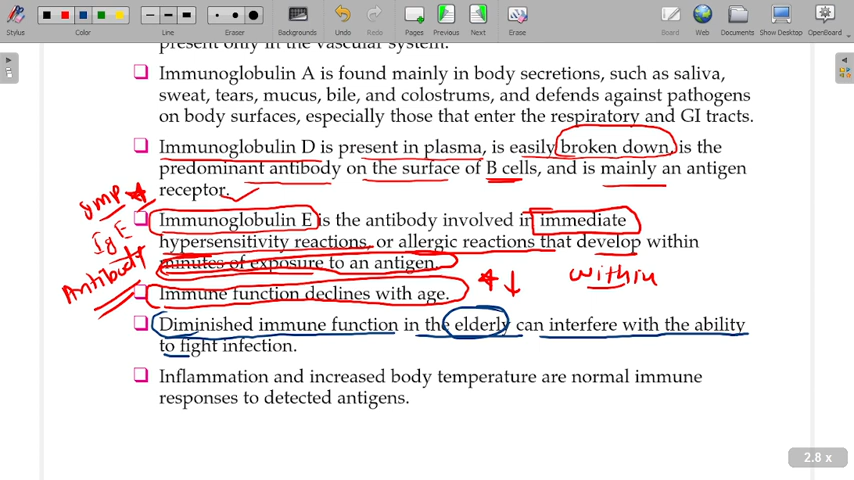 Stylus
Color
Line
Eraser
Backgrounds
Undo
Redo
Pages
Previous
Next
Erase
Board
Web
Documents
Show Desktop
OpenBoard
present only in the vascular system.
Immunoglobulin A is found mainly in body secretions, such as saliva,
sweat, tears, mucus, bile, and colostrums, and defends against pathogens
on body surfaces, especially those that enter the respiratory and GI tracts.
Immunoglobulin D is present in plasma, is easily broken down, is the
predominant antibody on the surface of B cells, and is mainly an antigen
receptor.
Imp
Immunoglobulin E is the antibody involved in immediate
IgE
hypersensitivity reactions, or allergic reactions that develop within
Antibody
minutes of exposure to an antigen.
within
Immune function declines with age.
Diminished immune function in the elderly can interfere with the ability
to fight infection.
Inflammation and increased body temperature are normal immune
responses to detected antigens.
2.8 x